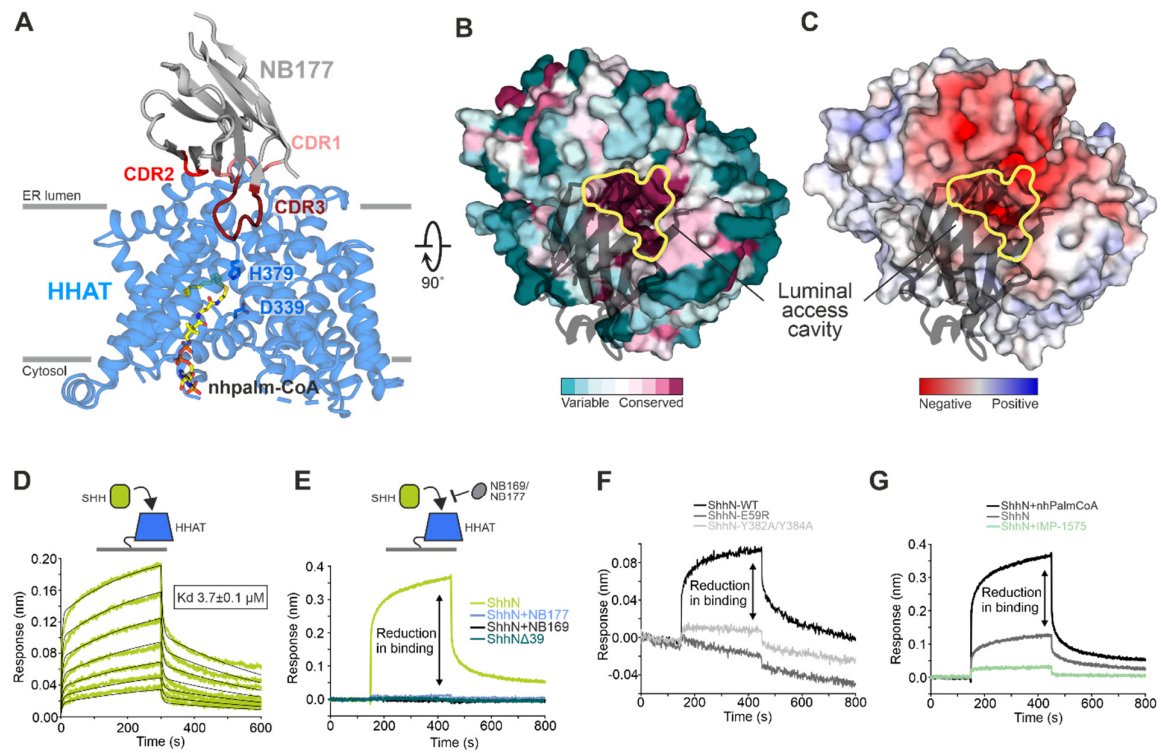 A
NB177
CDR1
CDR2
CDR3
ER lumen
HHAT
H379
D339
Cytosol
nhpalm-CoA
90°
B
Luminal
access
cavity
Variable Conserved
C
Negative Positive
D
SHH
HHAT
Response (nm)
0.20
0.16
0.12
0.08
0.04
0.00
Kd 3.7±0.1 µM
0 200 400 600
Time (s)
E
SHH
NB169/
NB177
HHAT
Response (nm)
0.4
0.3
0.2
0.1
0.0
ShhN
ShhN+NB177
ShhN+NB169
ShhNΔ39
Reduction
in binding
0 200 400 600 800
Time (s)
F
ShhN-WT
ShhN-E59R
ShhN-Y382A/Y384A
Response (nm)
0.08
0.04
0.00
-0.04
Reduction
in binding
0 200 400 600 800
Time (s)
G
ShhN+nhPalmCoA
ShhN
ShhN+IMP-1575
Response (nm)
0.4
0.3
0.2
0.1
0.0
Reduction
in binding
0 200 400 600 800
Time (s)